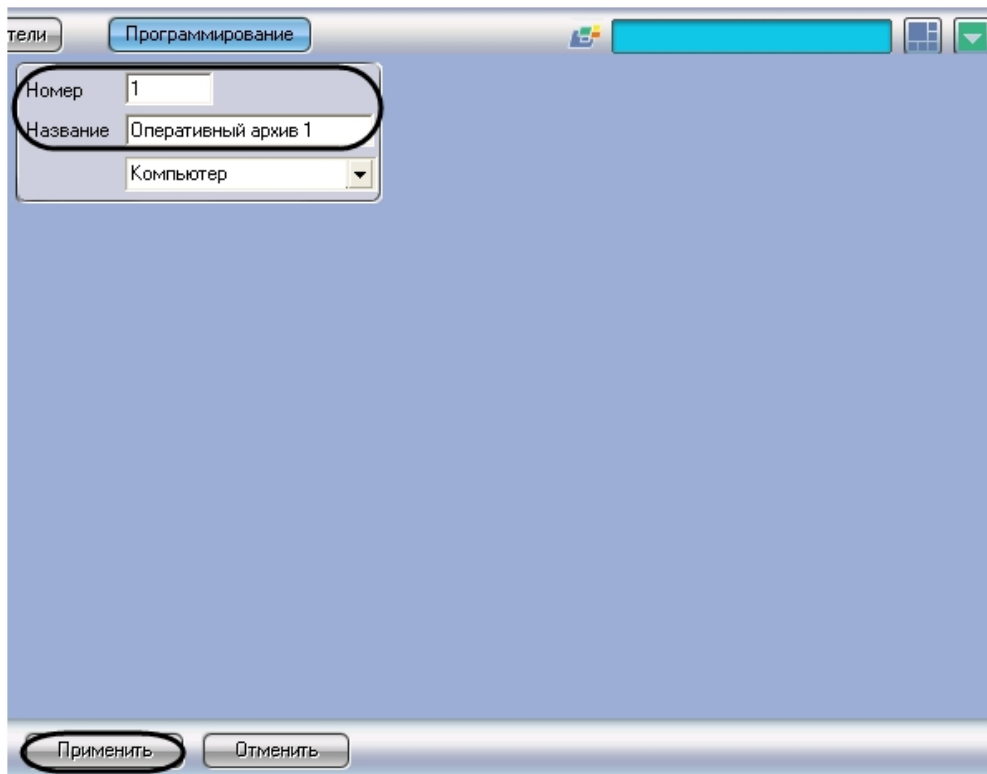 тели Программирование
Номер 1
Название Оперативный архив 1
Компьютер
Применить Отменить